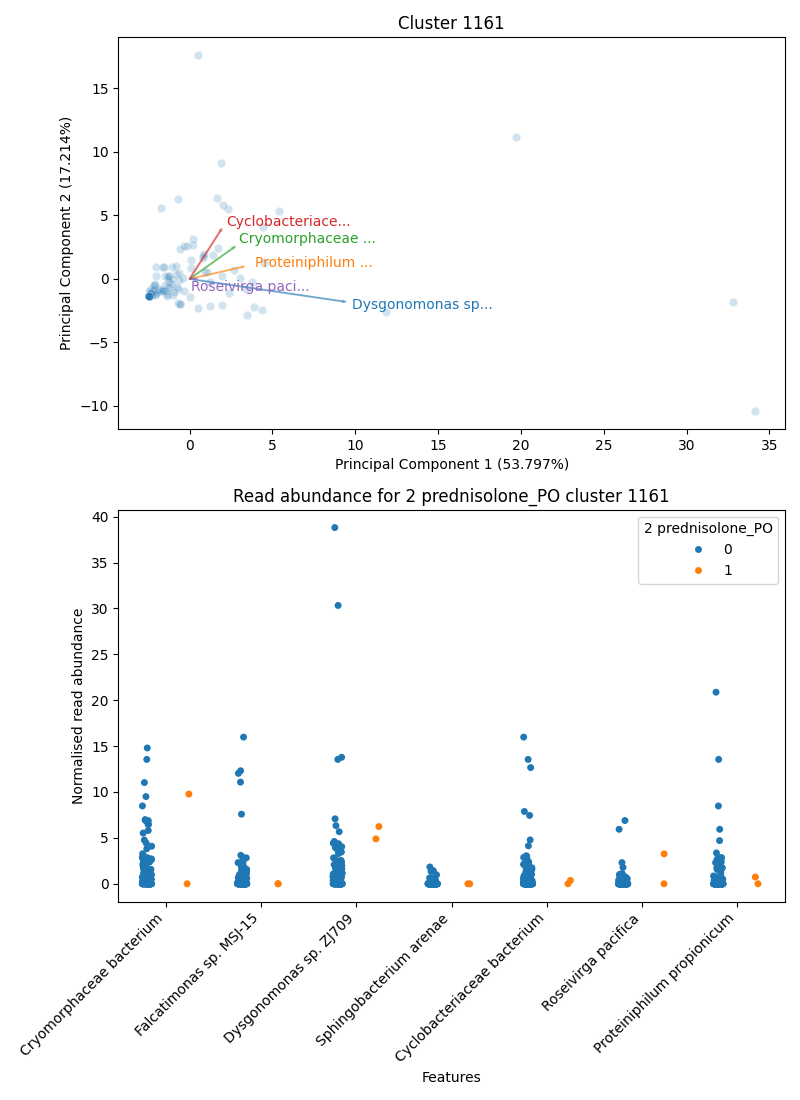 Cluster 1161
Principal Component 2 (17.214%)
15
10
5
0
−5
−10
Cyclobacteriace...
Cryomorphaceae ...
Proteiniphilum ...
Roseivirga paci...
Dysgonomonas sp...
0 5 10 15 20 25 30 35
Principal Component 1 (53.797%)
Read abundance for 2 prednisolone_PO cluster 1161
Normalised read abundance
40
35
30
25
20
15
10
5
0
2 prednisolone_PO
0
1
Cryomorphaceae bacterium
Falcatimonas sp. MSJ-15
Dysgonomonas sp. ZJ709
Sphingobacterium arenae
Cyclobacteriaceae bacterium
Roseivirga pacifica
Proteiniphilum propionicum
Features